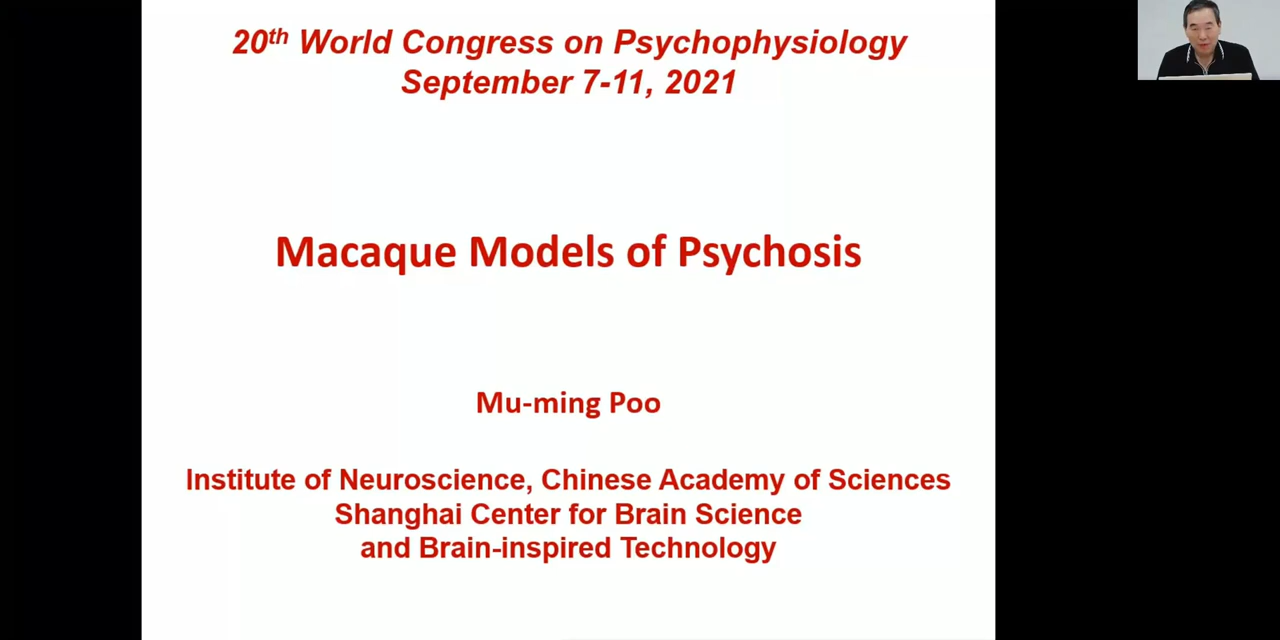 20th World Congress on Psychophysiology
September 7-11, 2021
Macaque Models of Psychosis
Mu-ming Poo
Institute of Neuroscience, Chinese Academy of Sciences
Shanghai Center for Brain Science
and Brain-inspired Technology